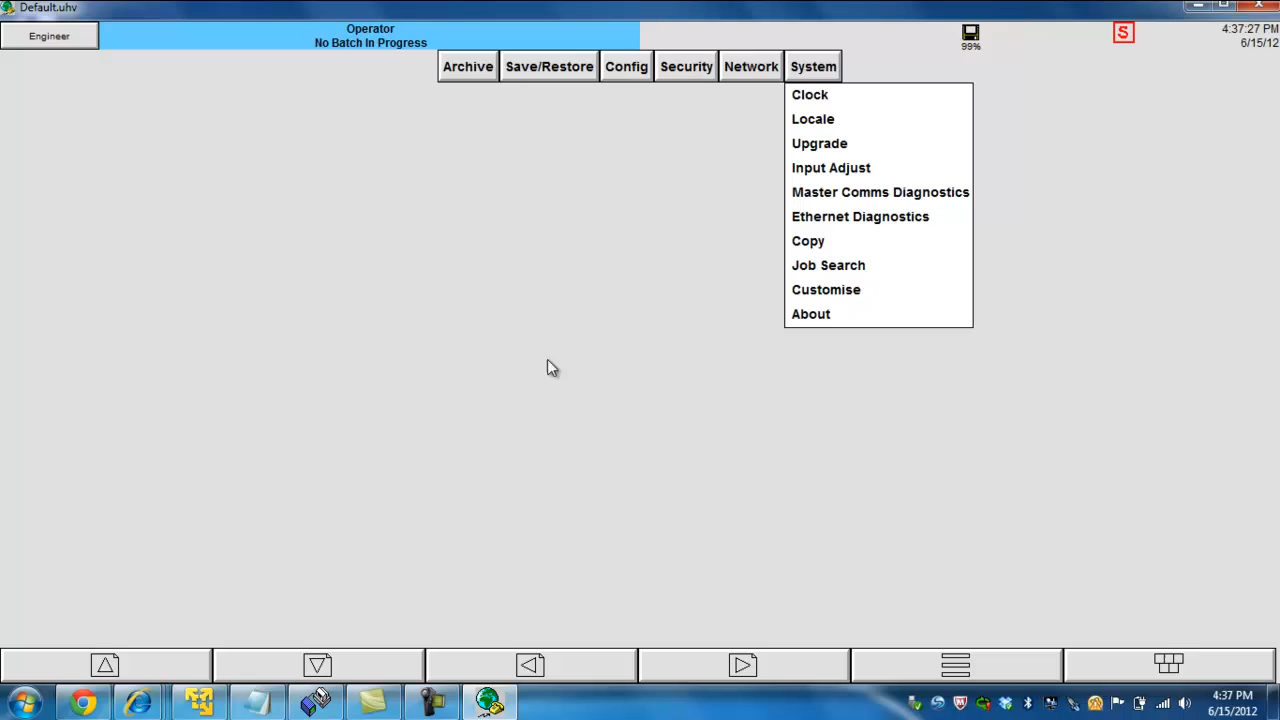 Default.uhv
Engineer
Operator
No Batch In Progress
99%
S
4:37:27 PM
6/15/12
Archive
Save/Restore
Config
Security
Network
System
Clock
Locale
Upgrade
Input Adjust
Master Comms Diagnostics
Ethernet Diagnostics
Copy
Job Search
Customise
About
4:37 PM
6/15/2012